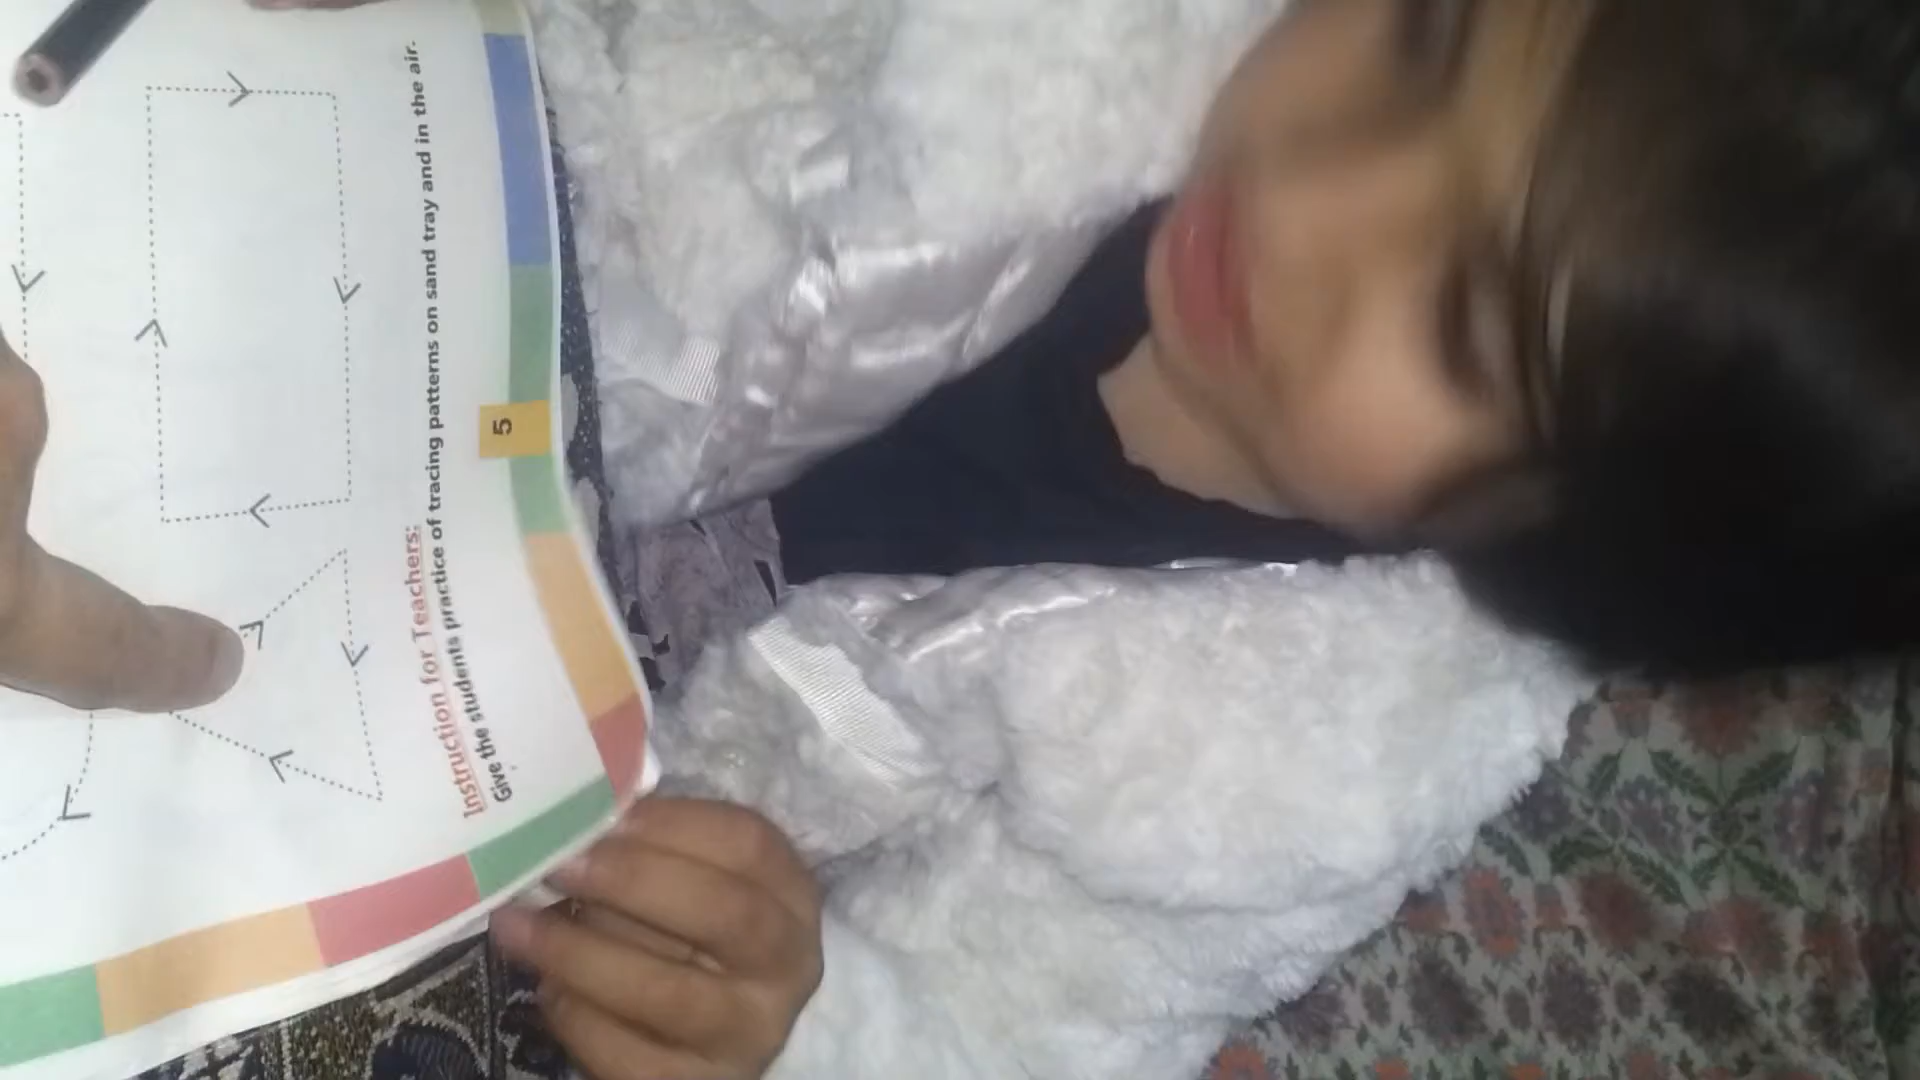 Instruction for Teachers:
Give the students practice of tracing patterns on sand tray and in the air.
5